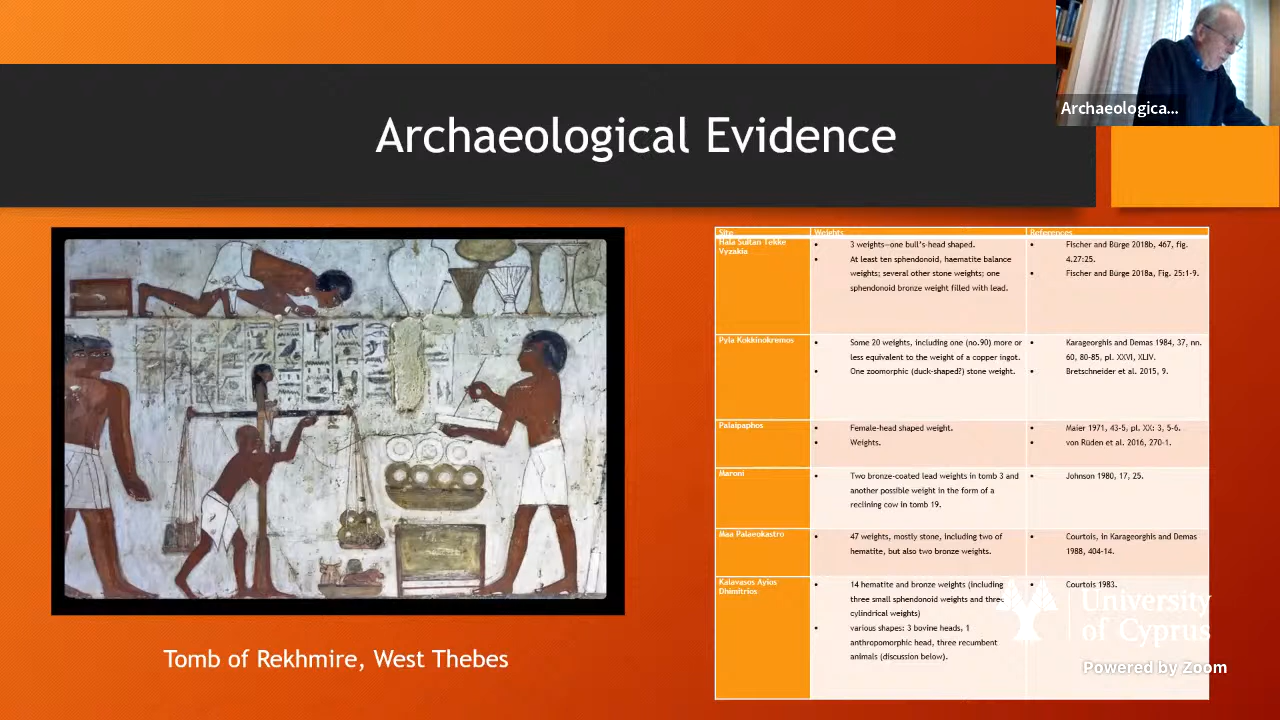 Archaeologica...
Archaeological Evidence
Site Weights References
Hala Sultan Tekke
Vyzakia
• 3 weights—one bull's-head shaped.
• At least ten sphendonoid, haematite balance
weights; several other stone weights; one
sphendonoid bronze weight filled with lead.
• Fischer and Bürge 2018b, 467, fig.
4.27:25.
• Fischer and Bürge 2018a, Fig. 25:1-9.
Pyla Kokkinokremos
• Some 20 weights, including one (no.90) more or
less equivalent to the weight of a copper ingot.
• One zoomorphic (duck-shaped?) stone weight.
• Karageorghis and Demas 1984, 37, nn.
60, 80-85, pl. XXVI, XLIV.
• Bretschneider et al. 2015, 9.
Palaipaphos
• Female-head shaped weight.
• Weights.
• Maier 1971, 43-5, pl. XX: 3, 5-6.
• von Rüden et al. 2016, 270-1.
Maroni
• Two bronze-coated lead weights in tomb 3 and
another possible weight in the form of a
reclining cow in tomb 19.
• Johnson 1980, 17, 25.
Maa Palaeokastro
• 47 weights, mostly stone, including two of
hematite, but also two bronze weights.
• Courtois, in Karageorghis and Demas
1988, 404-14.
Kalavasos Ayios
Dhimitrios
• 14 hematite and bronze weights (including
three small sphendonoid weights and three
cylindrical weights)
• various shapes: 3 bovine heads, 1
anthropomorphic head, three recumbent
animals (discussion below).
• Courtois 1983.
University
of Cyprus
Powered by Zoom
Tomb of Rekhmire, West Thebes